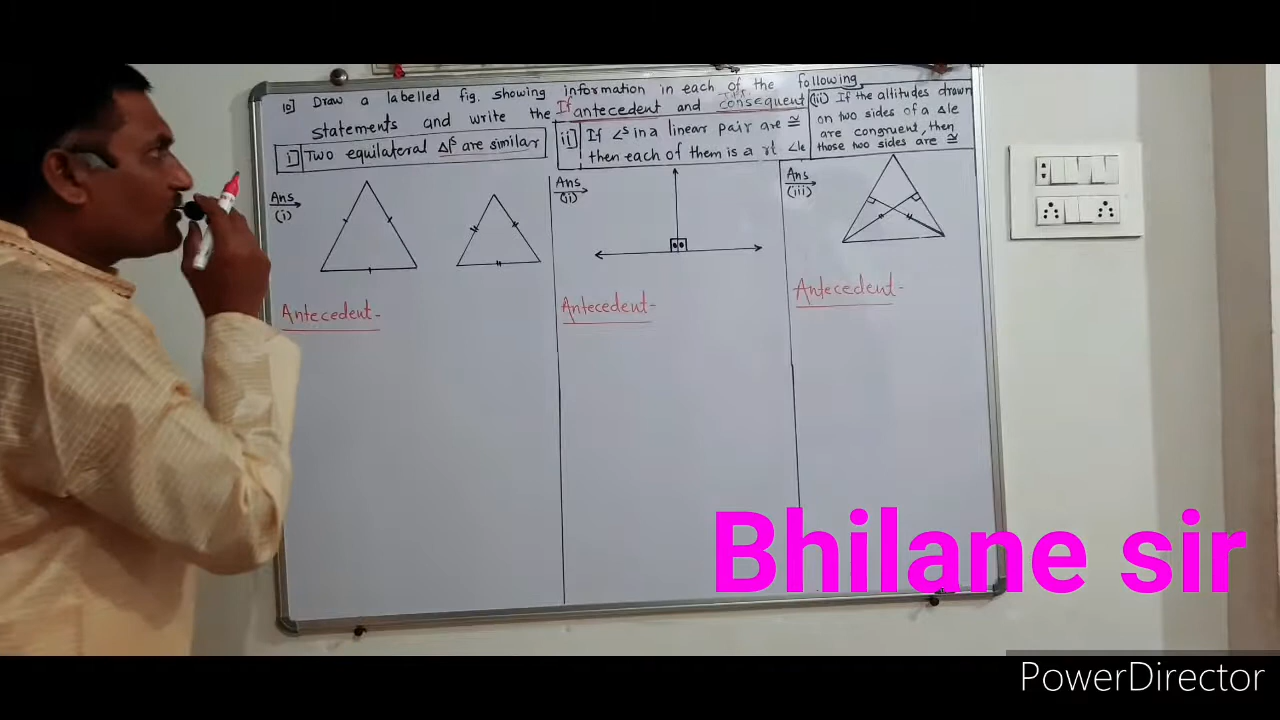 10] Draw a labelled fig. showing information in each of the following
statements and write the If antecedent and then consequent
i] Two equilateral Δles are similar
ii] If ∠s in a linear pair are ≅
then each of them is a rt ∠le
(iii) If the altitudes drawn
on two sides of a Δle
are congruent, then
those two sides are ≅
Ans
(i)
Antecedent-
Ans
(ii)
Antecedent-
Ans
(iii)
Antecedent-
Bhilane sir
PowerDirector